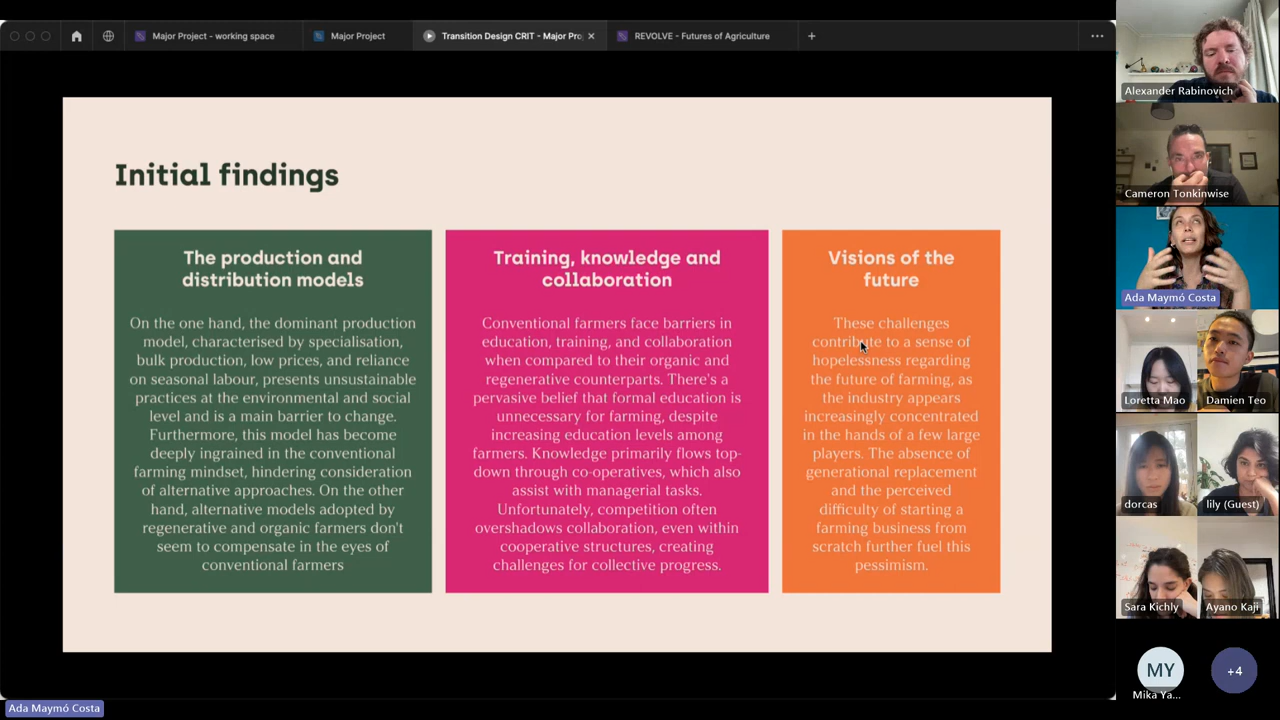 Major Project - working space
Major Project
Transition Design CRIT - Major Pro
REVOLVE - Futures of Agriculture
Initial findings
The production and
distribution models
On the one hand, the dominant production
model, characterised by specialisation,
bulk production, low prices, and reliance
on seasonal labour, presents unsustainable
practices at the environmental and social
level and is a main barrier to change.
Furthermore, this model has become
deeply ingrained in the conventional
farming mindset, hindering consideration
of alternative approaches. On the other
hand, alternative models adopted by
regenerative and organic farmers don't
seem to compensate in the eyes of
conventional farmers
Training, knowledge and
collaboration
Conventional farmers face barriers in
education, training, and collaboration
when compared to their organic and
regenerative counterparts. There's a
pervasive belief that formal education is
unnecessary for farming, despite
increasing education levels among
farmers. Knowledge primarily flows top-
down through co-operatives, which also
assist with managerial tasks.
Unfortunately, competition often
overshadows collaboration, even within
cooperative structures, creating
challenges for collective progress.
Visions of the
future
These challenges
contribute to a sense of
hopelessness regarding
the future of farming, as
the industry appears
increasingly concentrated
in the hands of a few large
players. The absence of
generational replacement
and the perceived
difficulty of starting a
farming business from
scratch further fuel this
pessimism.
Alexander Rabinovich
Cameron Tonkinwise
Ada Maymó Costa
Loretta Mao
Damien Teo
dorcas
lily (Guest)
Sara Kichly
Ayano Kaji
MY
Mika Ya...
+4
Ada Maymó Costa